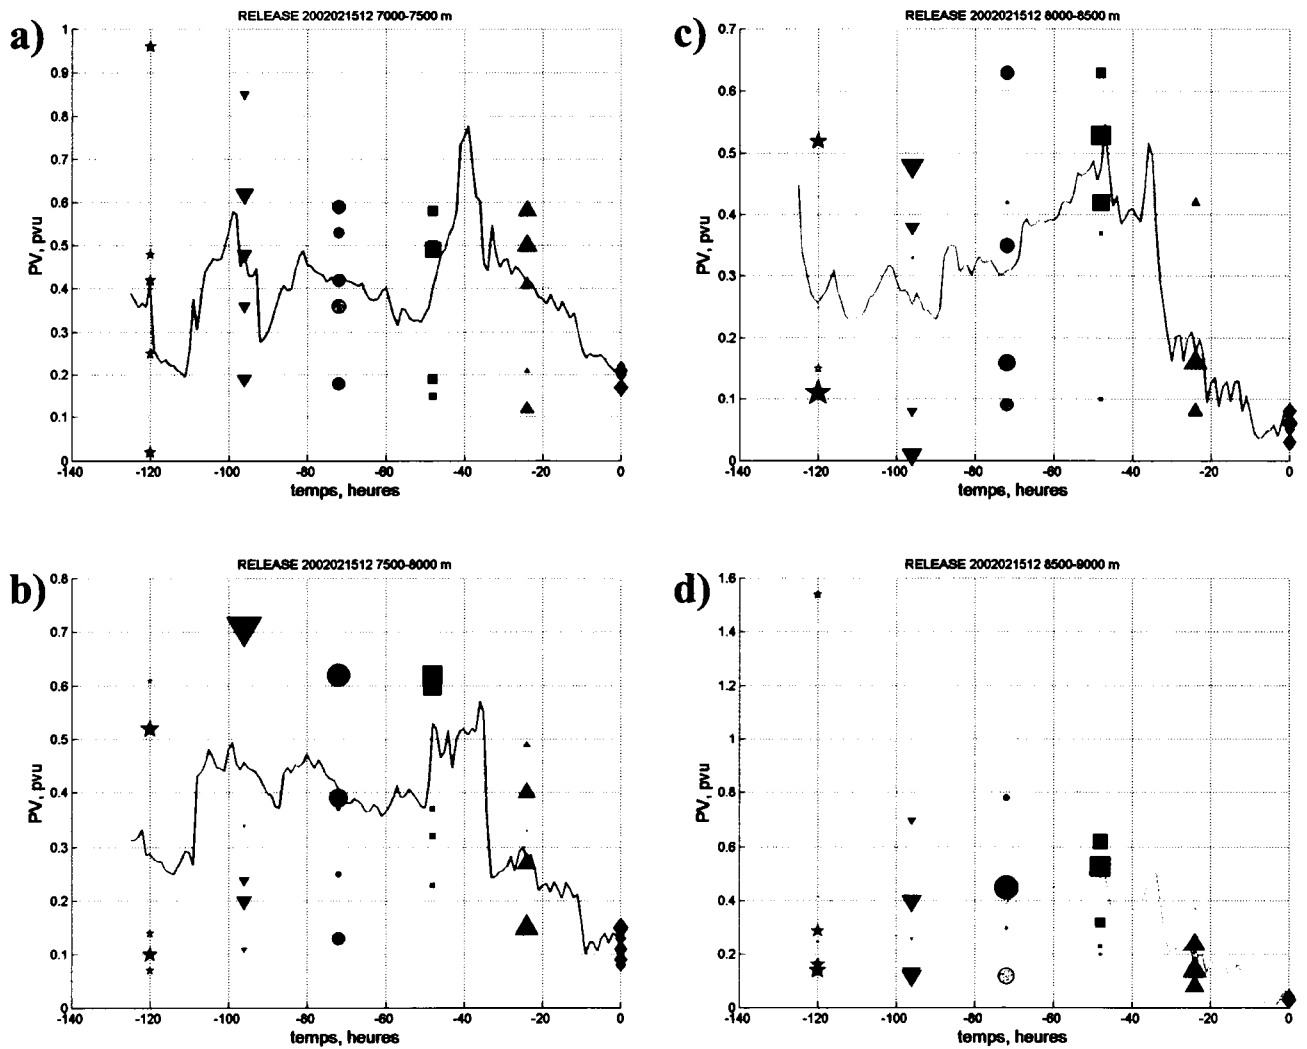 a)
RELEASE 2002021512 7000-7500 m
1
0.9
0.8
0.7
0.6
0.5
0.4
0.3
0.2
0.1
0
PV, pvu
-140 -120 -100 -80 -60 -40 -20 0
temps, heures
c)
RELEASE 2002021512 8000-8500 m
0.7
0.6
0.5
0.4
0.3
0.2
0.1
0
PV, pvu
-140 -120 -100 -80 -60 -40 -20 0
temps, heures
b)
RELEASE 2002021512 7500-8000 m
0.8
0.7
0.6
0.5
0.4
0.3
0.2
0.1
0
PV, pvu
-140 -120 -100 -80 -60 -40 -20 0
temps, heures
d)
RELEASE 2002021512 8500-9000 m
1.6
1.4
1.2
1
0.8
0.6
0.4
0.2
0
PV, pvu
-140 -120 -100 -80 -60 -40 -20 0
temps, heures